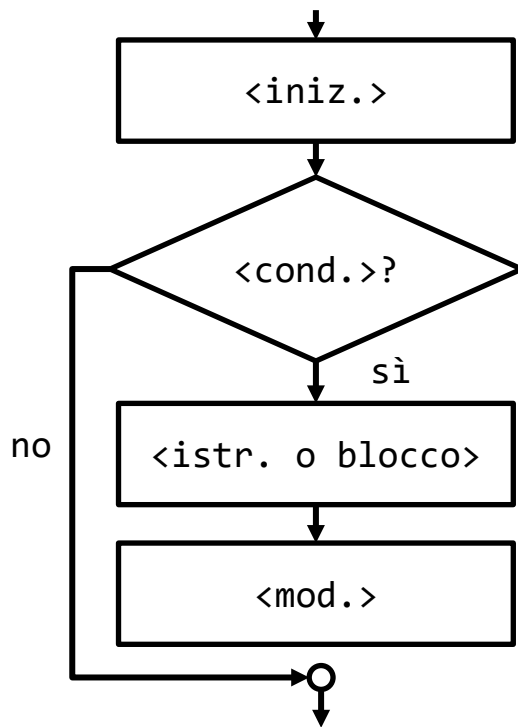 <iniz.>
<cond.>?
sì
no
<istr. o blocco>
<mod.>